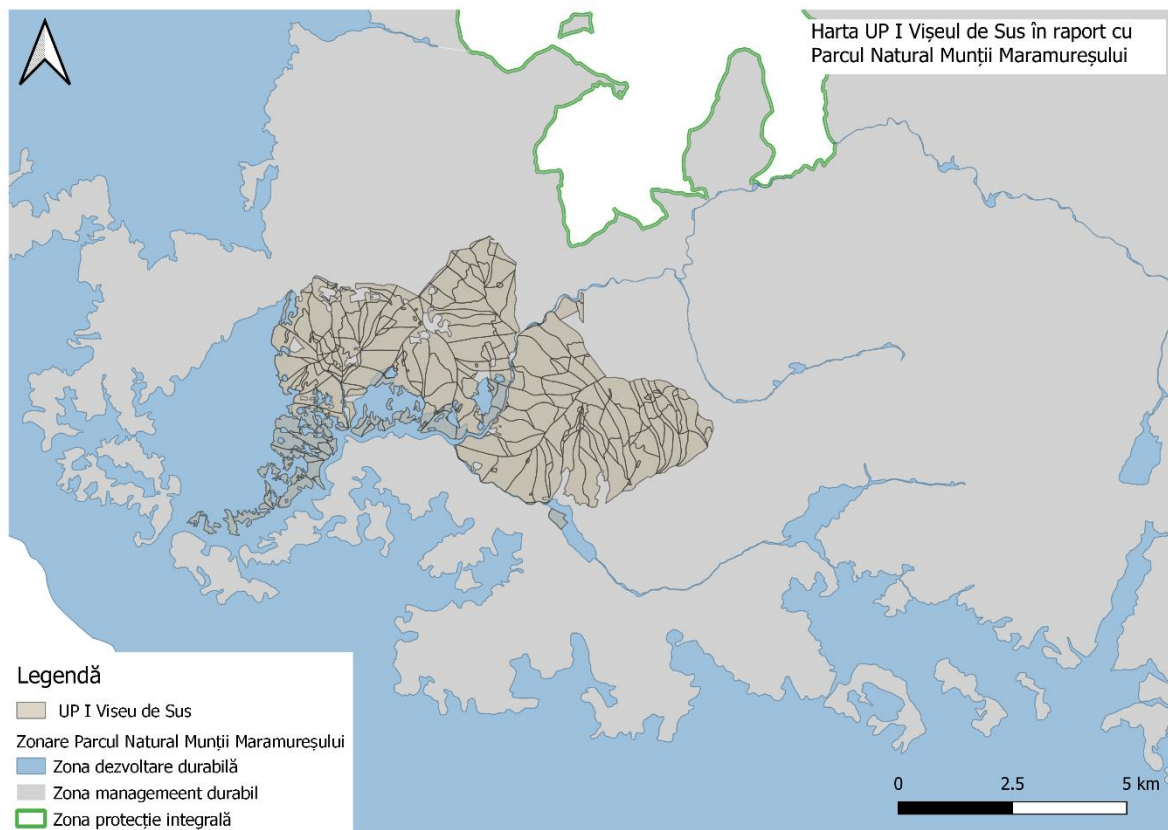 Harta UP I Vișeul de Sus în raport cu
Parcul Natural Munții Maramureșului
Legendă
UP I Viseu de Sus
Zonare Parcul Natural Munții Maramureșului
Zona dezvoltare durabilă
Zona managemeent durabil
Zona protecție integrală
0 2.5 5 km